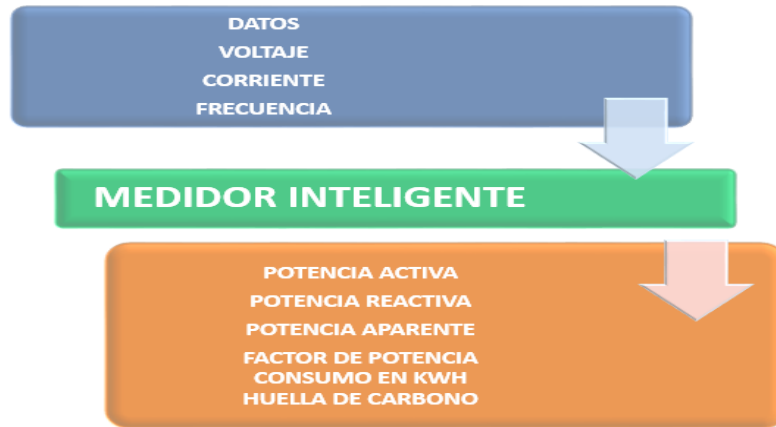 DATOS
VOLTAJE
CORRIENTE
FRECUENCIA
MEDIDOR INTELIGENTE
POTENCIA ACTIVA
POTENCIA REACTIVA
POTENCIA APARENTE
FACTOR DE POTENCIA
CONSUMO EN KWH
HUELLA DE CARBONO